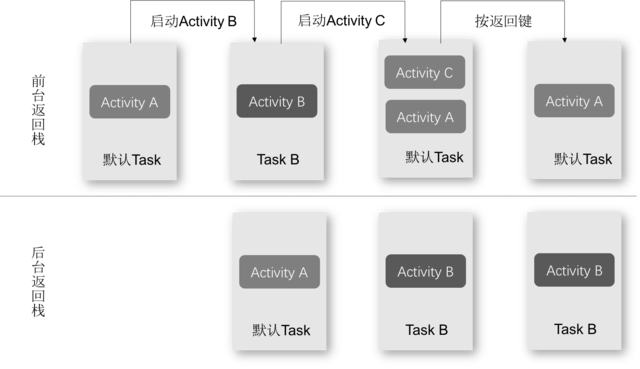 启动Activity B
启动Activity C
按返回键
前台返回栈
Activity A
默认Task
Activity B
Task B
Activity C
Activity A
默认Task
Activity A
默认Task
后台返回栈
Activity A
默认Task
Activity B
Task B
Activity B
Task B